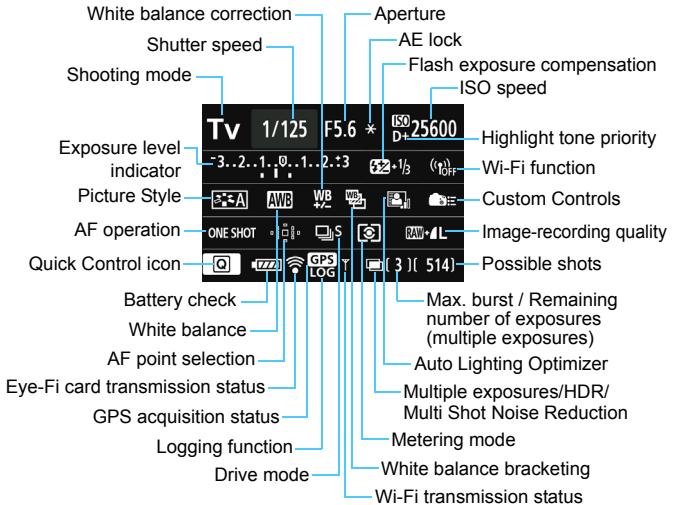 White balance correction
Aperture
Shutter speed
AE lock
Shooting mode
Flash exposure compensation
ISO speed
Tv 1/125 F5.6 * ISO D+ 25600
Highlight tone priority
Exposure level
indicator
-3..2..1..0..1..2..+3
+1/3
OFF
Wi-Fi function
Picture Style
A
AWB
WB
+/-
WB
Custom Controls
AF operation
ONE SHOT
S
RAW+L
Image-recording quality
Quick Control icon
Q
GPS
LOG
[ 3 ][ 514]
Possible shots
Battery check
Max. burst / Remaining
number of exposures
(multiple exposures)
White balance
AF point selection
Auto Lighting Optimizer
Eye-Fi card transmission status
Multiple exposures/HDR/
Multi Shot Noise Reduction
GPS acquisition status
Logging function
Metering mode
Drive mode
White balance bracketing
Wi-Fi transmission status